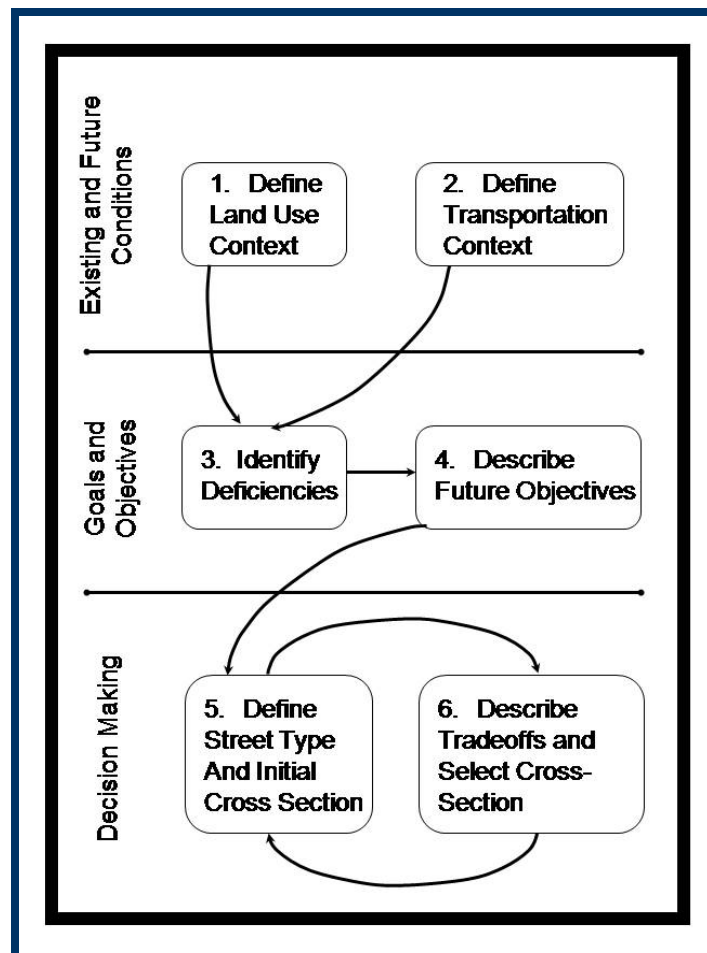 Existing and Future
Conditions
1. Define
Land Use
Context
2. Define
Transportation
Context
Goals and
Objectives
3. Identify
Deficiencies
4. Describe
Future Objectives
Decision Making
5. Define
Street Type
And Initial
Cross Section
6. Describe
Tradeoffs and
Select Cross-
Section